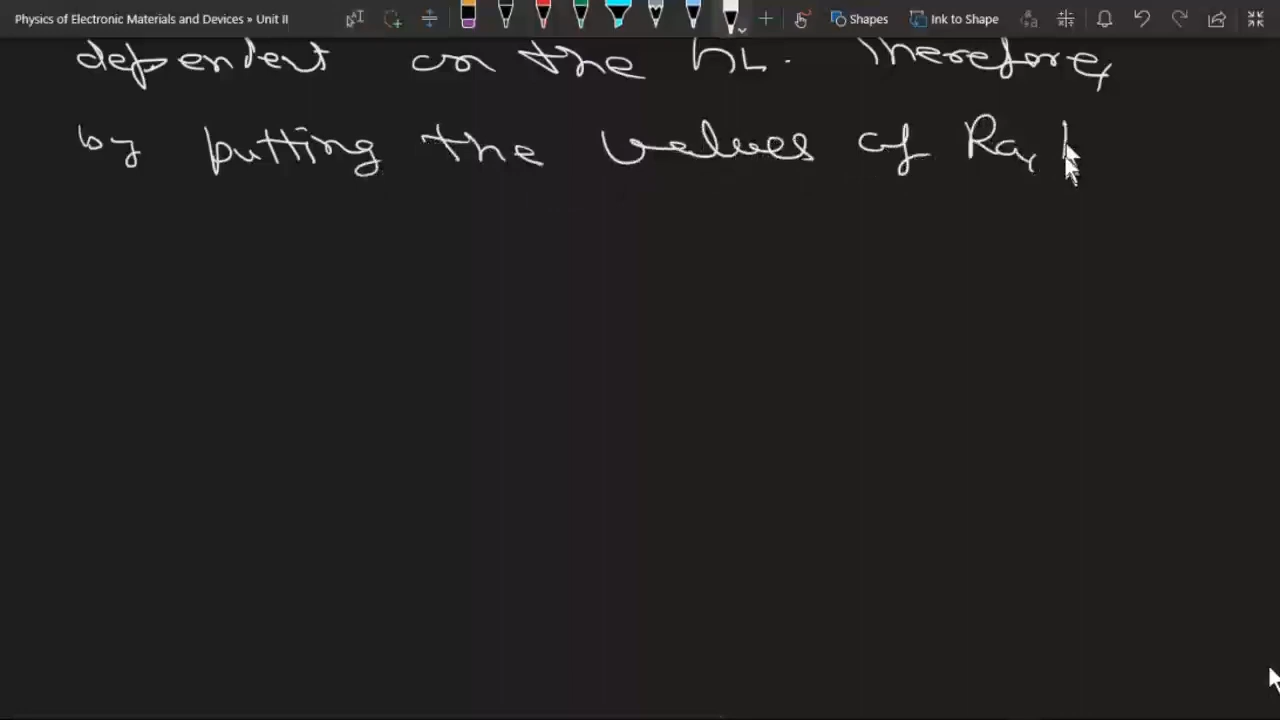 Physics of Electronic Materials and Devices » Unit II
Shapes
Ink to Shape
dependent on the nL. Therefore,
by putting the values of Ra,